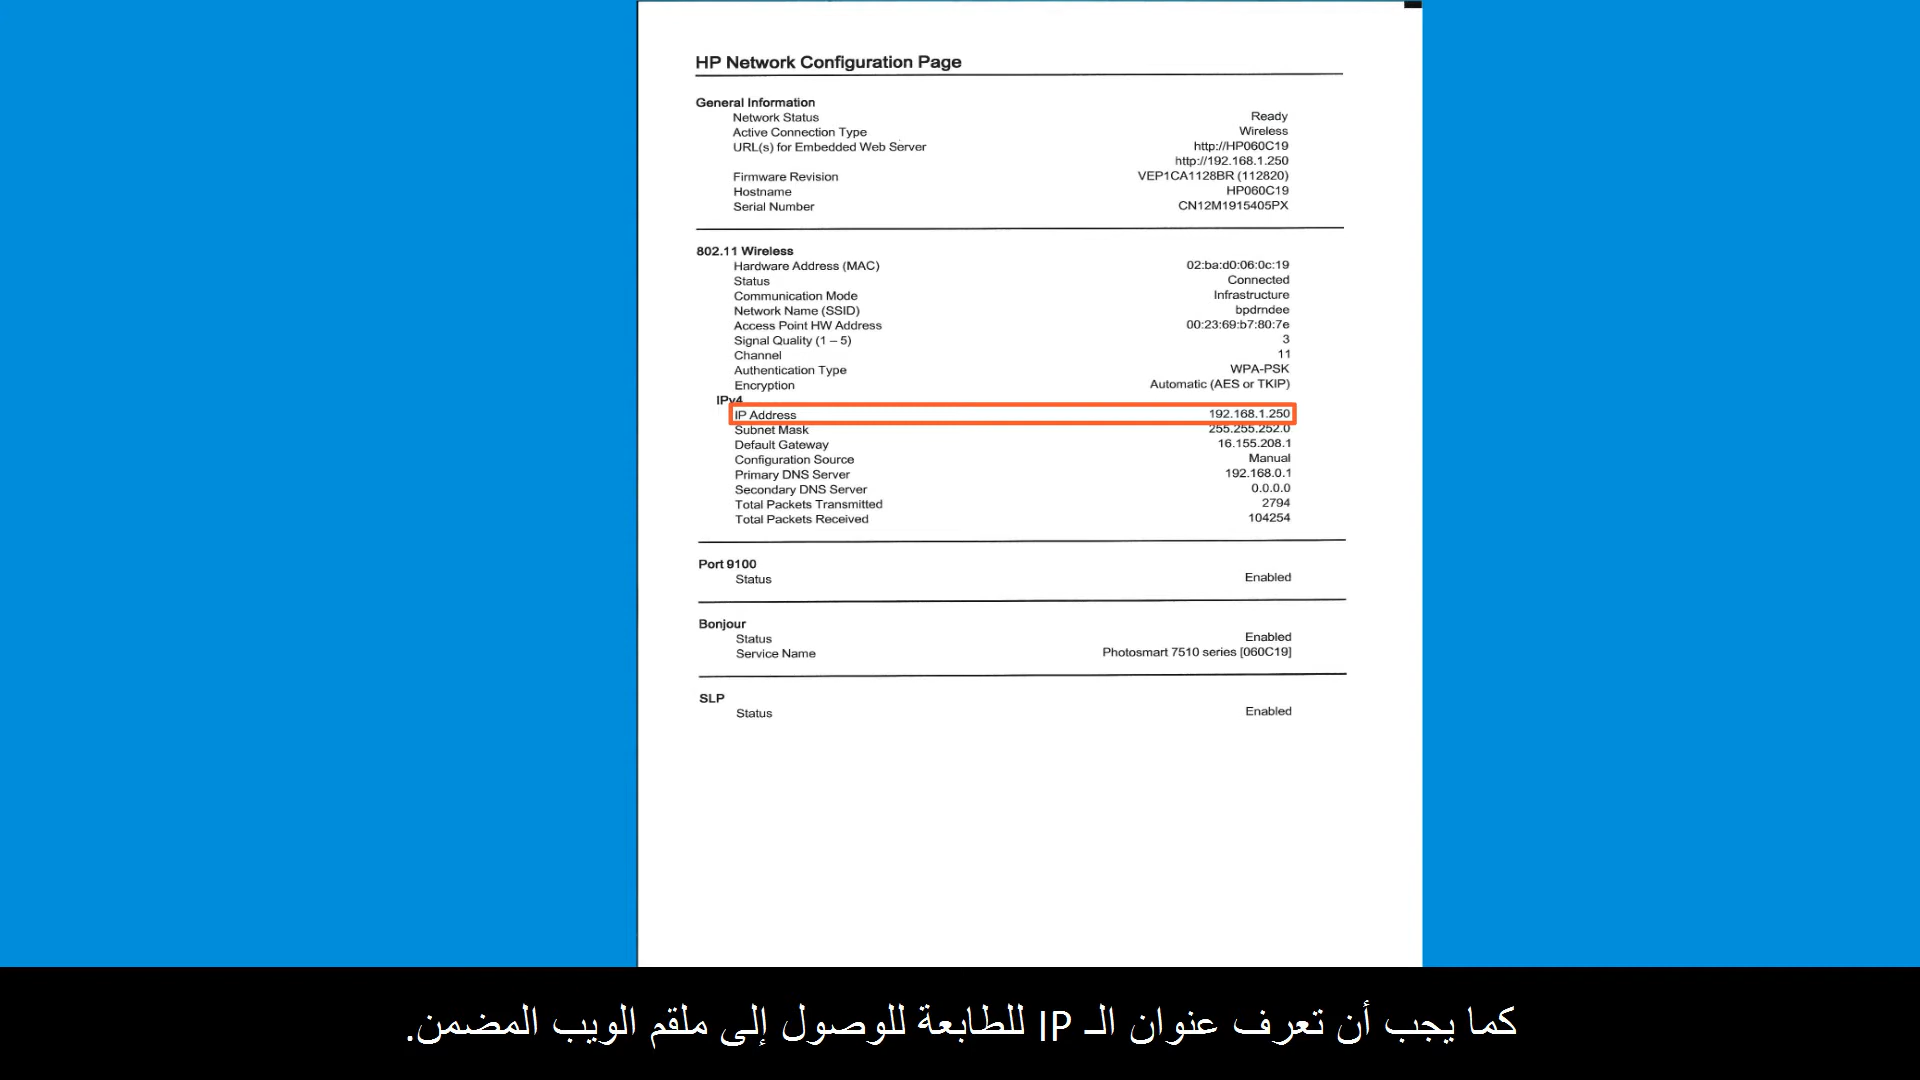 HP Network Configuration Page
General Information
Network Status Ready
Active Connection Type Wireless
URL(s) for Embedded Web Server http://HP060C19
http://192.168.1.250
Firmware Revision VEP1CA1128BR (112820)
Hostname HP060C19
Serial Number CN12M1915405PX
802.11 Wireless
Hardware Address (MAC) 02:ba:d0:06:0c:19
Status Connected
Communication Mode Infrastructure
Network Name (SSID) bpdrndee
Access Point HW Address 00:23:69:b7:80:7e
Signal Quality (1 – 5) 3
Channel 11
Authentication Type WPA-PSK
Encryption Automatic (AES or TKIP)
IPv4
IP Address 192.168.1.250
Subnet Mask 255.255.252.0
Default Gateway 16.155.208.1
Configuration Source Manual
Primary DNS Server 192.168.0.1
Secondary DNS Server 0.0.0.0
Total Packets Transmitted 2794
Total Packets Received 104254
Port 9100
Status Enabled
Bonjour
Status Enabled
Service Name Photosmart 7510 series [060C19]
SLP
Status Enabled
كما يجب أن تعرف عنوان الـ IP للطابعة للوصول إلى ملقم الويب المضمن.